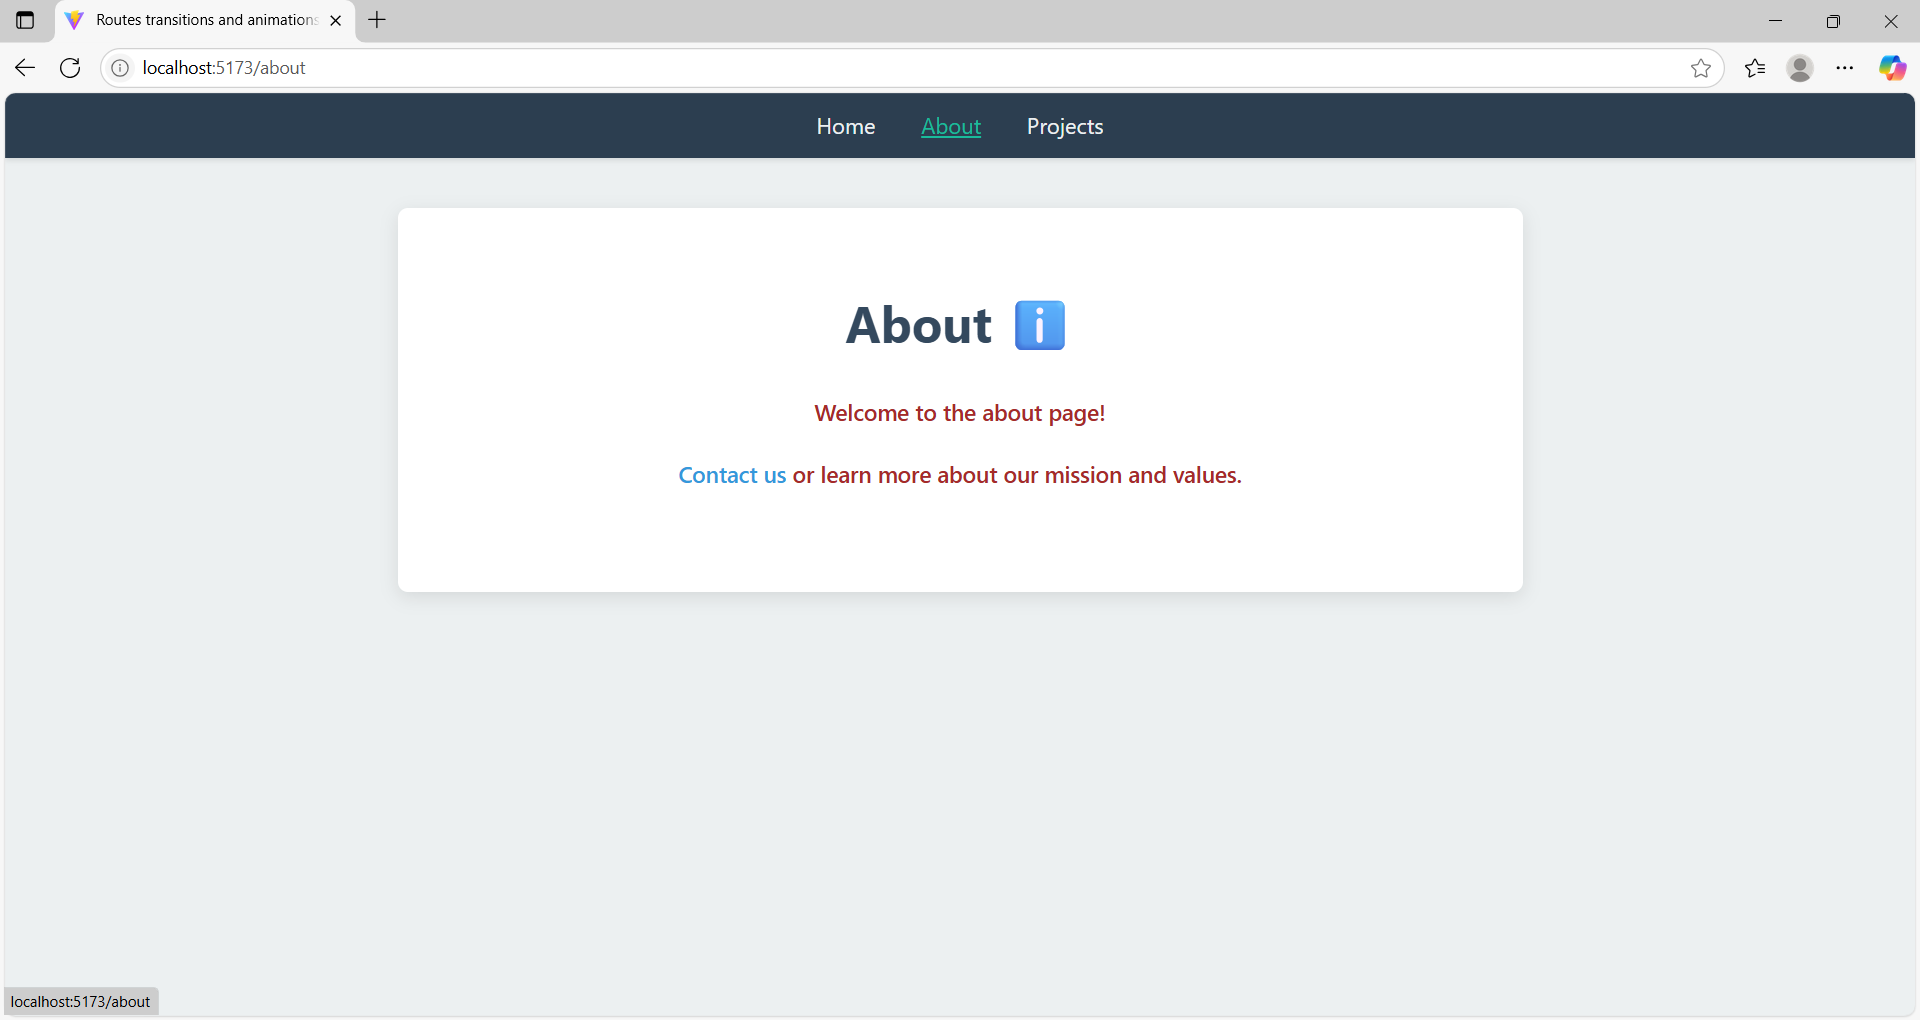 Routes transitions and animations
localhost:5173/about
Home About Projects
About ℹ️
Welcome to the about page!
Contact us or learn more about our mission and values.
localhost:5173/about